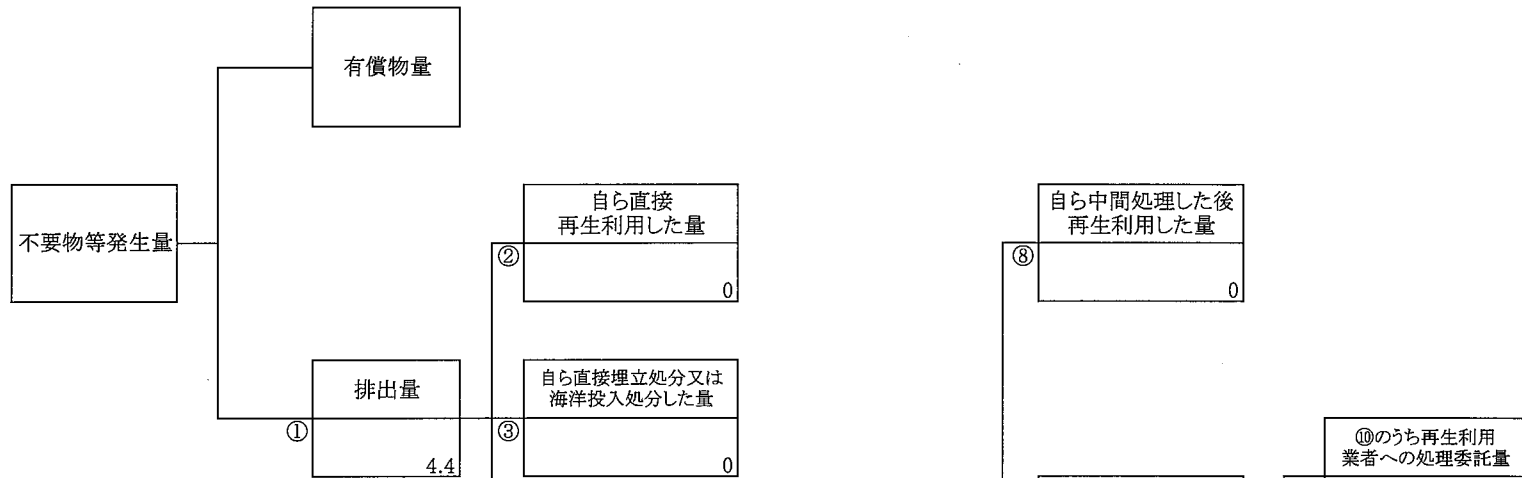 有償物量
不要物等発生量
自ら直接
再生利用した量
②
0
自ら中間処理した後
再生利用した量
⑧
0
排出量
①
4.4
自ら直接埋立処分又は
海洋投入処分した量
③
0
⑩のうち再生利用
業者への処理委託量